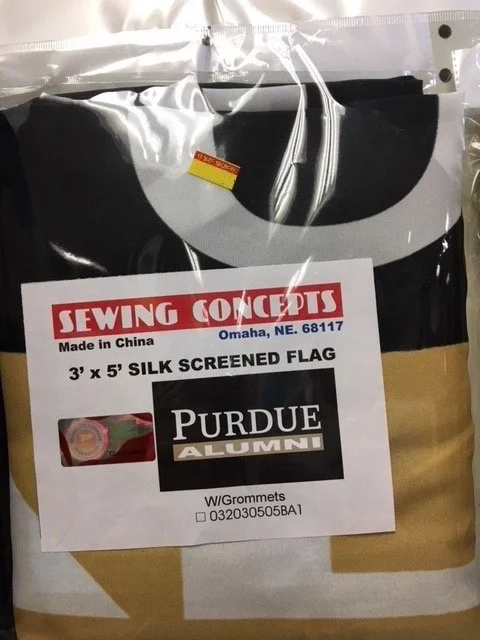 SEWING CONCEPTS
Made in China
Omaha, NE. 68117
3' x 5' SILK SCREENED FLAG
PURDUE
ALUMNI
W/Grommets
☐ 032030505BA1